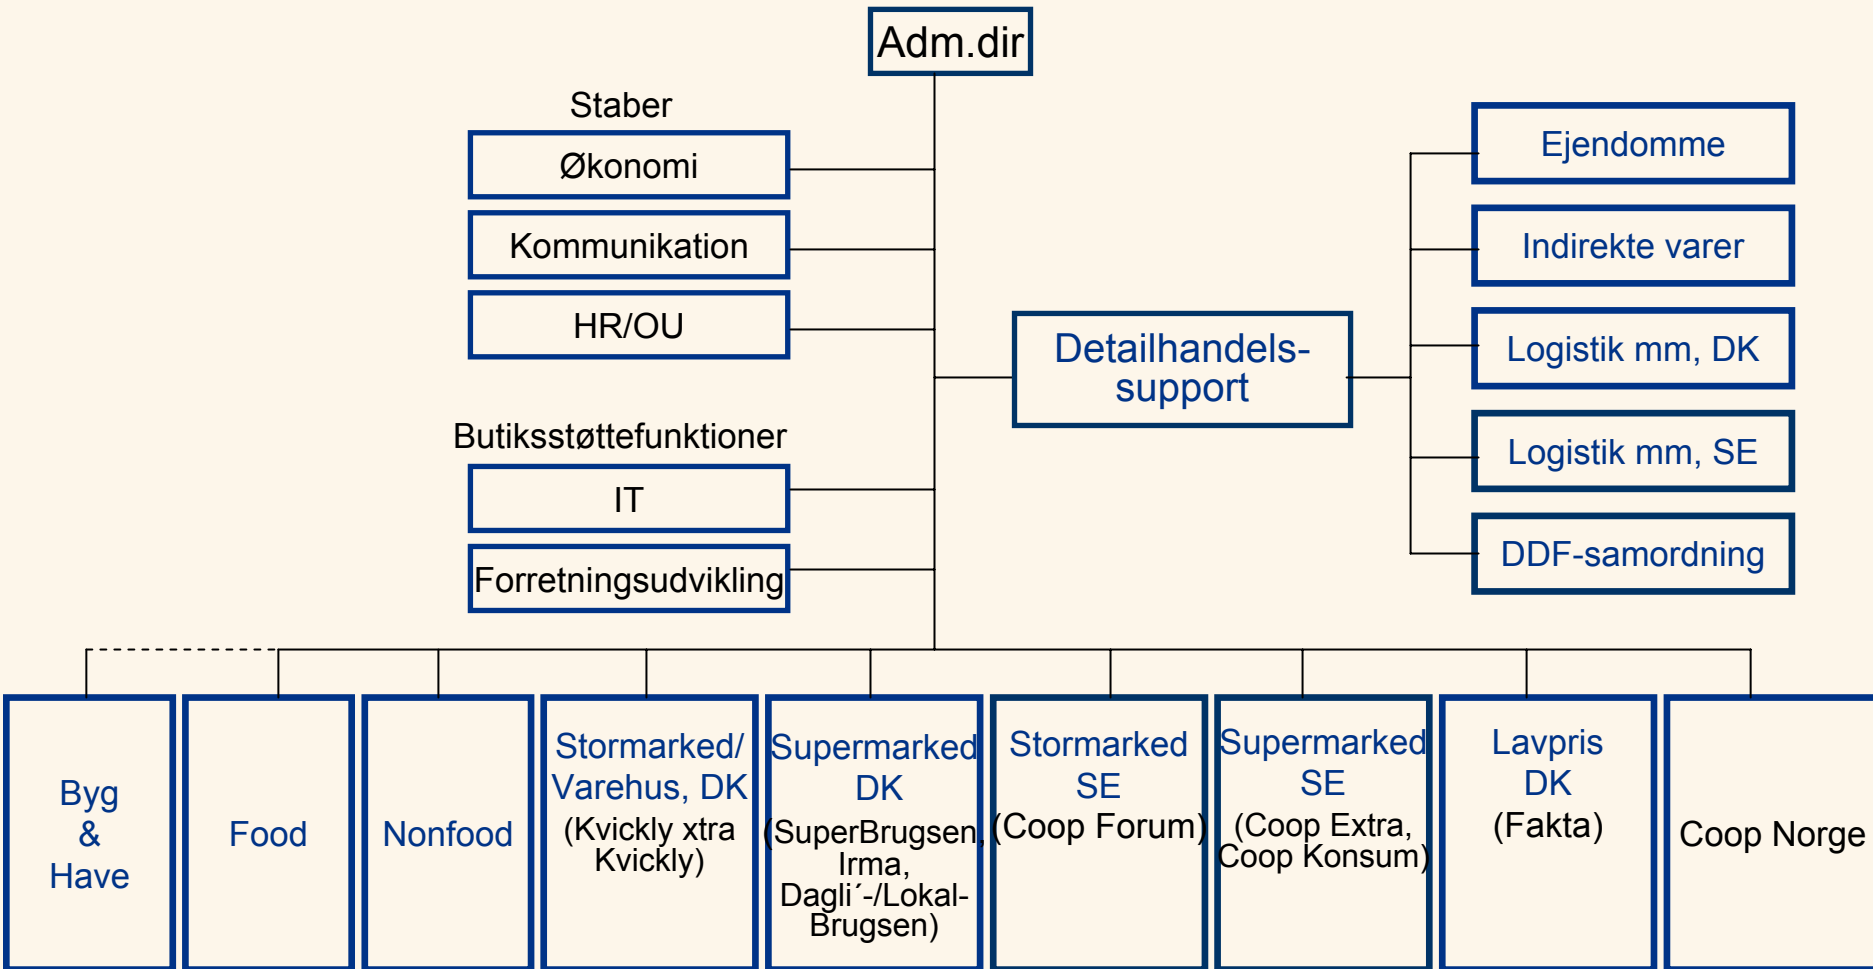 Adm.dir
Staber
Økonomi
Kommunikation
HR/OU
Butiksstøttefunktioner
IT
Forretningsudvikling
Detailhandels-
support
Ejendomme
Indirekte varer
Logistik mm, DK
Logistik mm, SE
DDF-samordning
Byg
&
Have
Food
Nonfood
Stormarked/
Varehus, DK
(Kvickly xtra
Kvickly)
Supermarked
DK
(SuperBrugsen,
Irma,
Dagli´-/Lokal-
Brugsen)
Stormarked
SE
(Coop Forum)
Supermarked
SE
(Coop Extra,
Coop Konsum)
Lavpris
DK
(Fakta)
Coop Norge